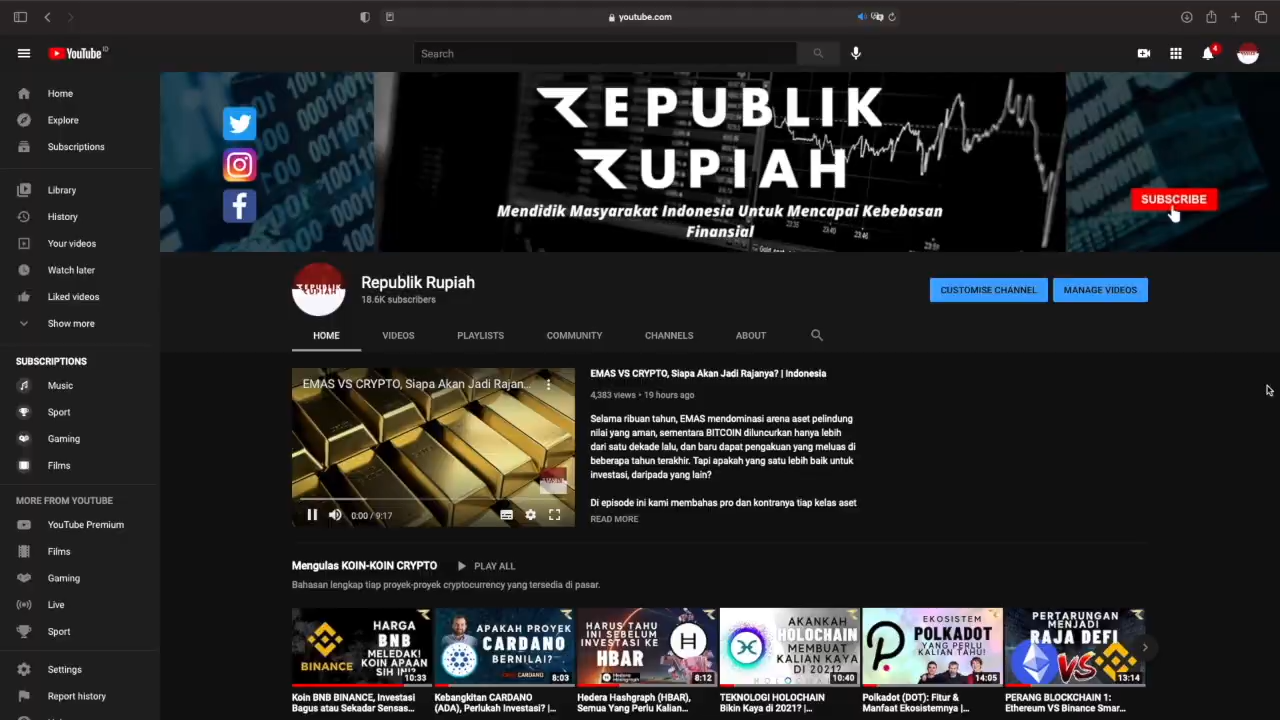 youtube.com
YouTube ID
Search
4
Home
Explore
Subscriptions
Library
History
Your videos
Watch later
Liked videos
Show more
SUBSCRIPTIONS
Music
Sport
Gaming
Films
MORE FROM YOUTUBE
YouTube Premium
Films
Gaming
Live
Sport
Settings
Report history
REPUBLIK
RUPIAH
Mendidik Masyarakat Indonesia Untuk Mencapai Kebebasan
Finansial
SUBSCRIBE
Republik Rupiah
18.6K subscribers
CUSTOMISE CHANNEL
MANAGE VIDEOS
HOME
VIDEOS
PLAYLISTS
COMMUNITY
CHANNELS
ABOUT
EMAS VS CRYPTO, Siapa Akan Jadi Rajan...
0:00 / 9:17
EMAS VS CRYPTO, Siapa Akan Jadi Rajanya? | Indonesia
4,383 views • 19 hours ago
Selama ribuan tahun, EMAS mendominasi arena aset pelindung
nilai yang aman, sementara BITCOIN diluncurkan hanya lebih
dari satu dekade lalu, dan baru dapat pengakuan yang meluas di
beberapa tahun terakhir. Tapi apakah yang satu lebih baik untuk
investasi, daripada yang lain?
Di episode ini kami membahas pro dan kontranya tiap kelas aset
READ MORE
Mengulas KOIN-KOIN CRYPTO
PLAY ALL
Bahasan lengkap tiap proyek-proyek cryptocurrency yang tersedia di pasar.
HARGA
BNB
MELEDAK!
KOIN APAAN
SIH INI?
BINANCE
10:33
Koin BNB BINANCE, Investasi
Bagus atau Sekadar Sensas...
APAKAH PROYEK
CARDANO
BERNILAI?
8:03
Kebangkitan CARDANO
(ADA), Perlukah Investasi? |...
HARUS TAHU
INI SEBELUM
INVESTASI KE
HBAR
8:12
Hedera Hashgraph (HBAR),
Semua Yang Perlu Kalian...
AKANKAH
HOLOCHAIN
MEMBUAT
KALIAN KAYA
DI 2021?
10:40
TEKNOLOGI HOLOCHAIN
Bikin Kaya di 2021? |...
EKOSISTEM
POLKADOT
YANG PERLU
KALIAN TAHU!
14:05
Polkadot (DOT): Fitur &
Manfaat Ekosistemnya |...
PERTARUNGAN
MENJADI
RAJA DEFI
VS
13:14
PERANG BLOCKCHAIN 1:
Ethereum VS Binance Smar...